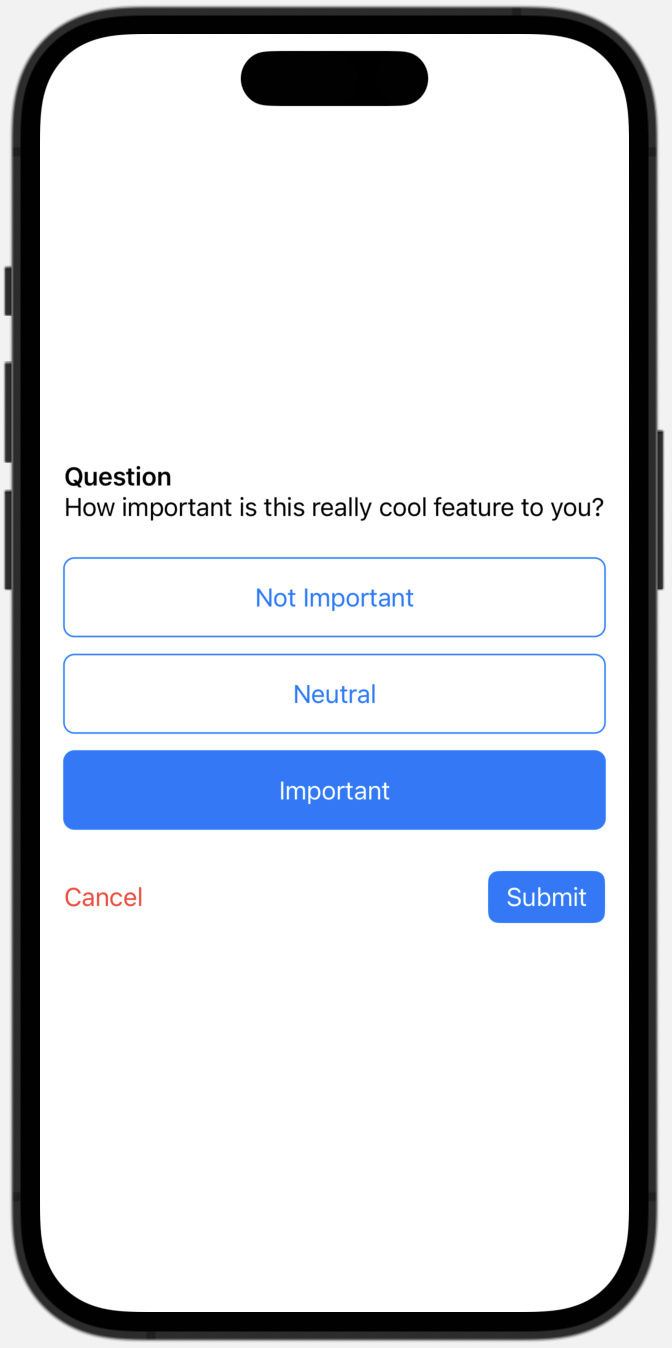 Question
How important is this really cool feature to you?
Not Important
Neutral
Important
Cancel
Submit